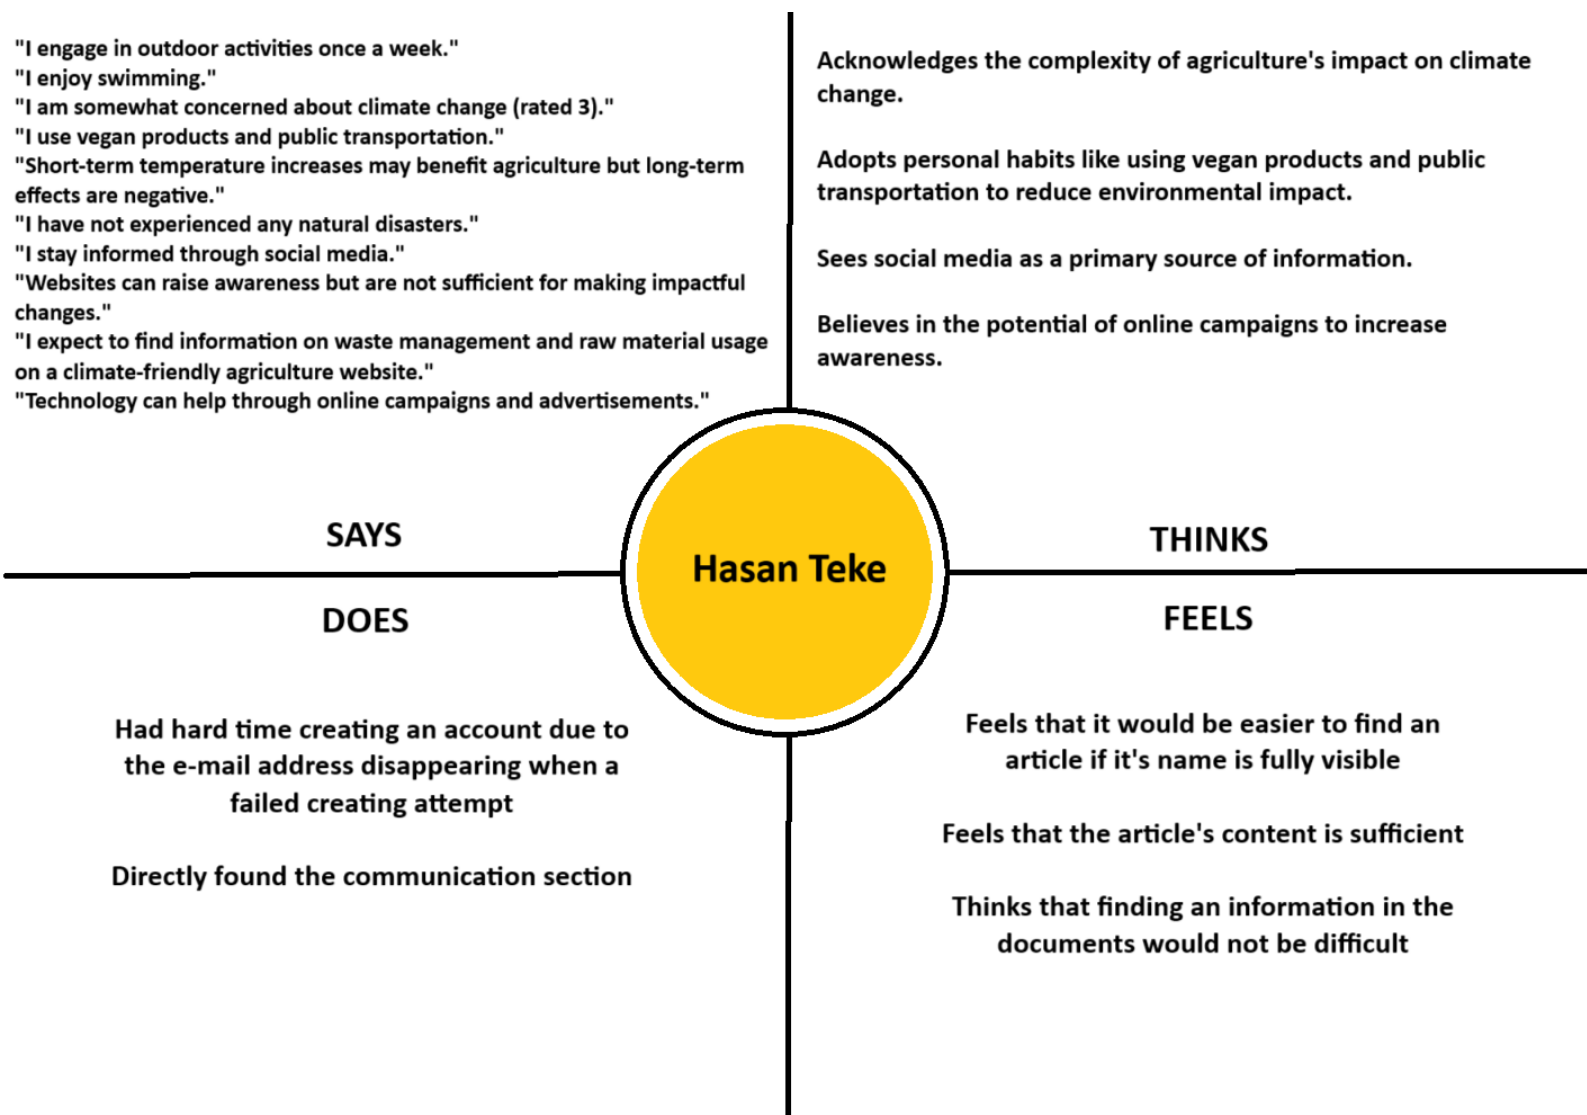 "I engage in outdoor activities once a week."
"I enjoy swimming."
"I am somewhat concerned about climate change (rated 3)."
"I use vegan products and public transportation."
"Short-term temperature increases may benefit agriculture but long-term
effects are negative."
"I have not experienced any natural disasters."
"I stay informed through social media."
"Websites can raise awareness but are not sufficient for making impactful
changes."
"I expect to find information on waste management and raw material usage
on a climate-friendly agriculture website."
"Technology can help through online campaigns and advertisements."
SAYS
Acknowledges the complexity of agriculture's impact on climate
change.
Adopts personal habits like using vegan products and public
transportation to reduce environmental impact.
Sees social media as a primary source of information.
Believes in the potential of online campaigns to increase
awareness.
THINKS
Hasan Teke
DOES
Had hard time creating an account due to
the e-mail address disappearing when a
failed creating attempt
Directly found the communication section
FEELS
Feels that it would be easier to find an
article if it's name is fully visible
Feels that the article's content is sufficient
Thinks that finding an information in the
documents would not be difficult